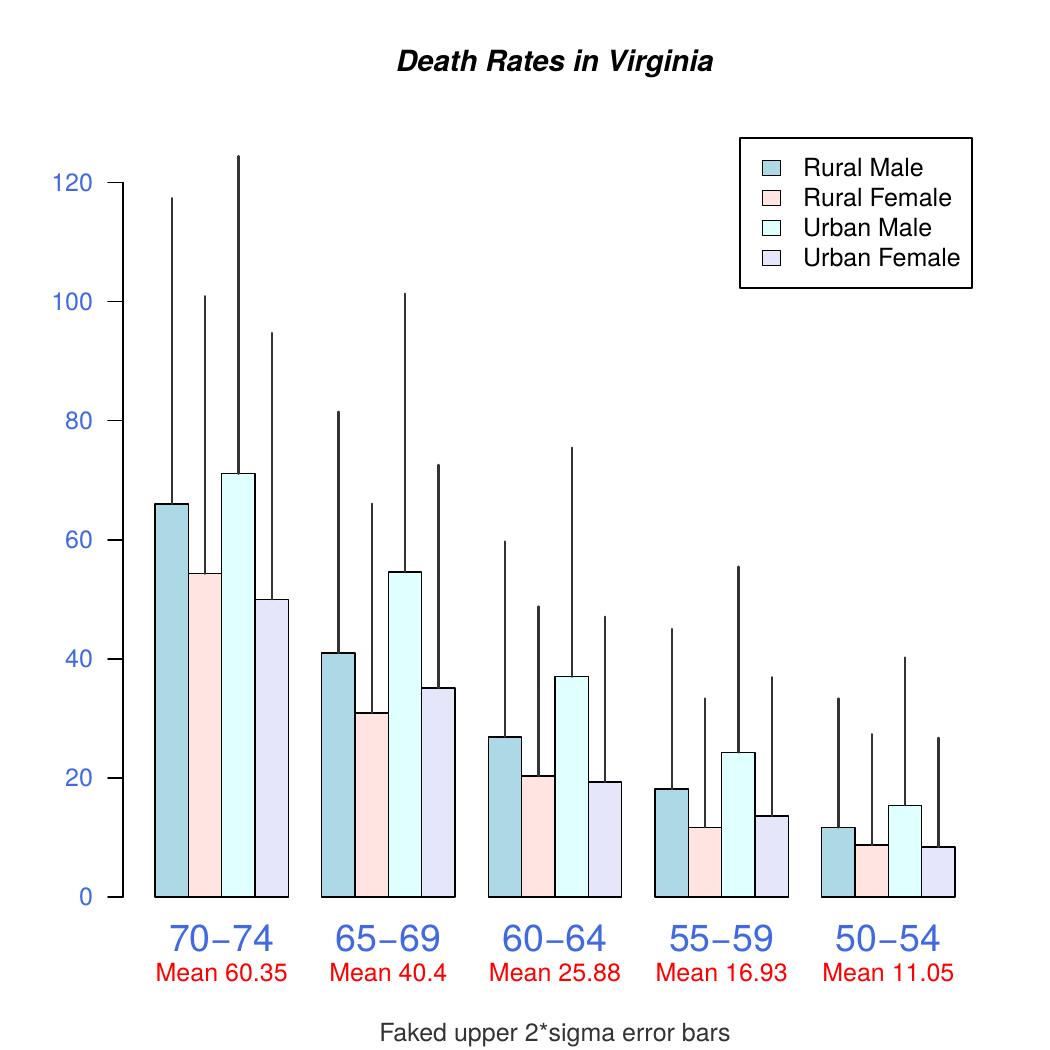 Death Rates in Virginia
Rural Male
Rural Female
Urban Male
Urban Female
120
100
80
60
40
20
0
70−74 65−69 60−64 55−59 50−54
Mean 60.35 Mean 40.4 Mean 25.88 Mean 16.93 Mean 11.05
Faked upper 2*sigma error bars